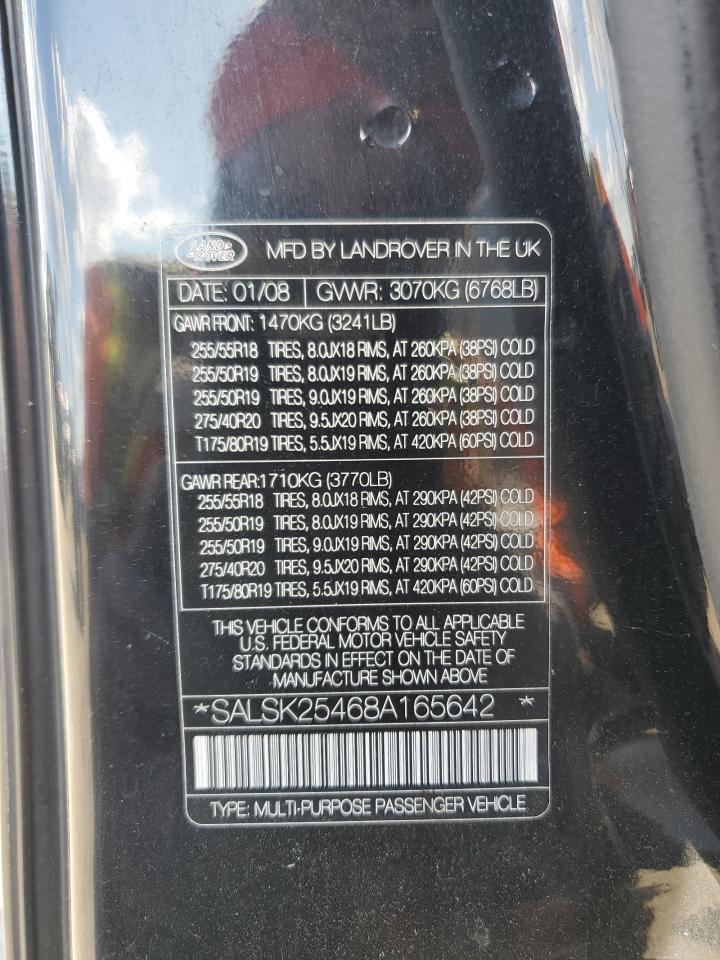 LAND
ROVER
MFD BY LANDROVER IN THE UK
DATE: 01/08 GVWR: 3070KG (6768LB)
GAWR FRONT: 1470KG (3241LB)
255/55R18 TIRES, 8.0JX18 RIMS, AT 260KPA (38PSI) COLD
255/50R19 TIRES, 8.0JX19 RIMS, AT 260KPA (38PSI) COLD
255/50R19 TIRES, 9.0JX19 RIMS, AT 260KPA (38PSI) COLD
275/40R20 TIRES, 9.5JX20 RIMS, AT 260KPA (38PSI) COLD
T175/80R19 TIRES, 5.5JX19 RIMS, AT 420KPA (60PSI) COLD
GAWR REAR:1710KG (3770LB)
255/55R18 TIRES, 8.0JX18 RIMS, AT 290KPA (42PSI) COLD
255/50R19 TIRES, 8.0JX19 RIMS, AT 290KPA (42PSI) COLD
255/50R19 TIRES, 9.0JX19 RIMS, AT 290KPA (42PSI) COLD
275/40R20 TIRES, 9.5JX20 RIMS, AT 290KPA (42PSI) COLD
T175/80R19 TIRES, 5.5JX19 RIMS, AT 420KPA (60PSI) COLD
THIS VEHICLE CONFORMS TO ALL APPLICABLE
U.S. FEDERAL MOTOR VEHICLE SAFETY
STANDARDS IN EFFECT ON THE DATE OF
MANUFACTURE SHOWN ABOVE
*SALSK25468A165642 *
TYPE: MULTI-PURPOSE PASSENGER VEHICLE